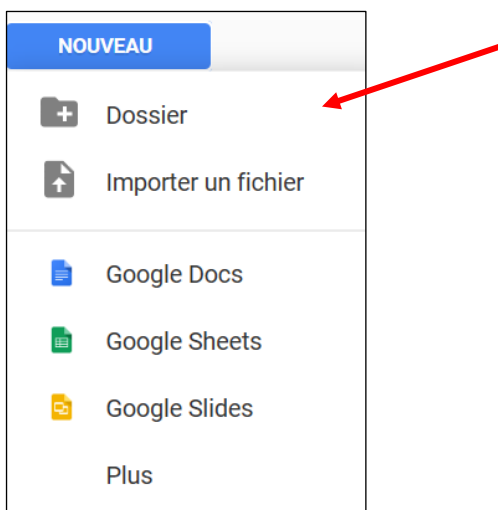 NOUVEAU
Dossier
Importer un fichier
Google Docs
Google Sheets
Google Slides
Plus